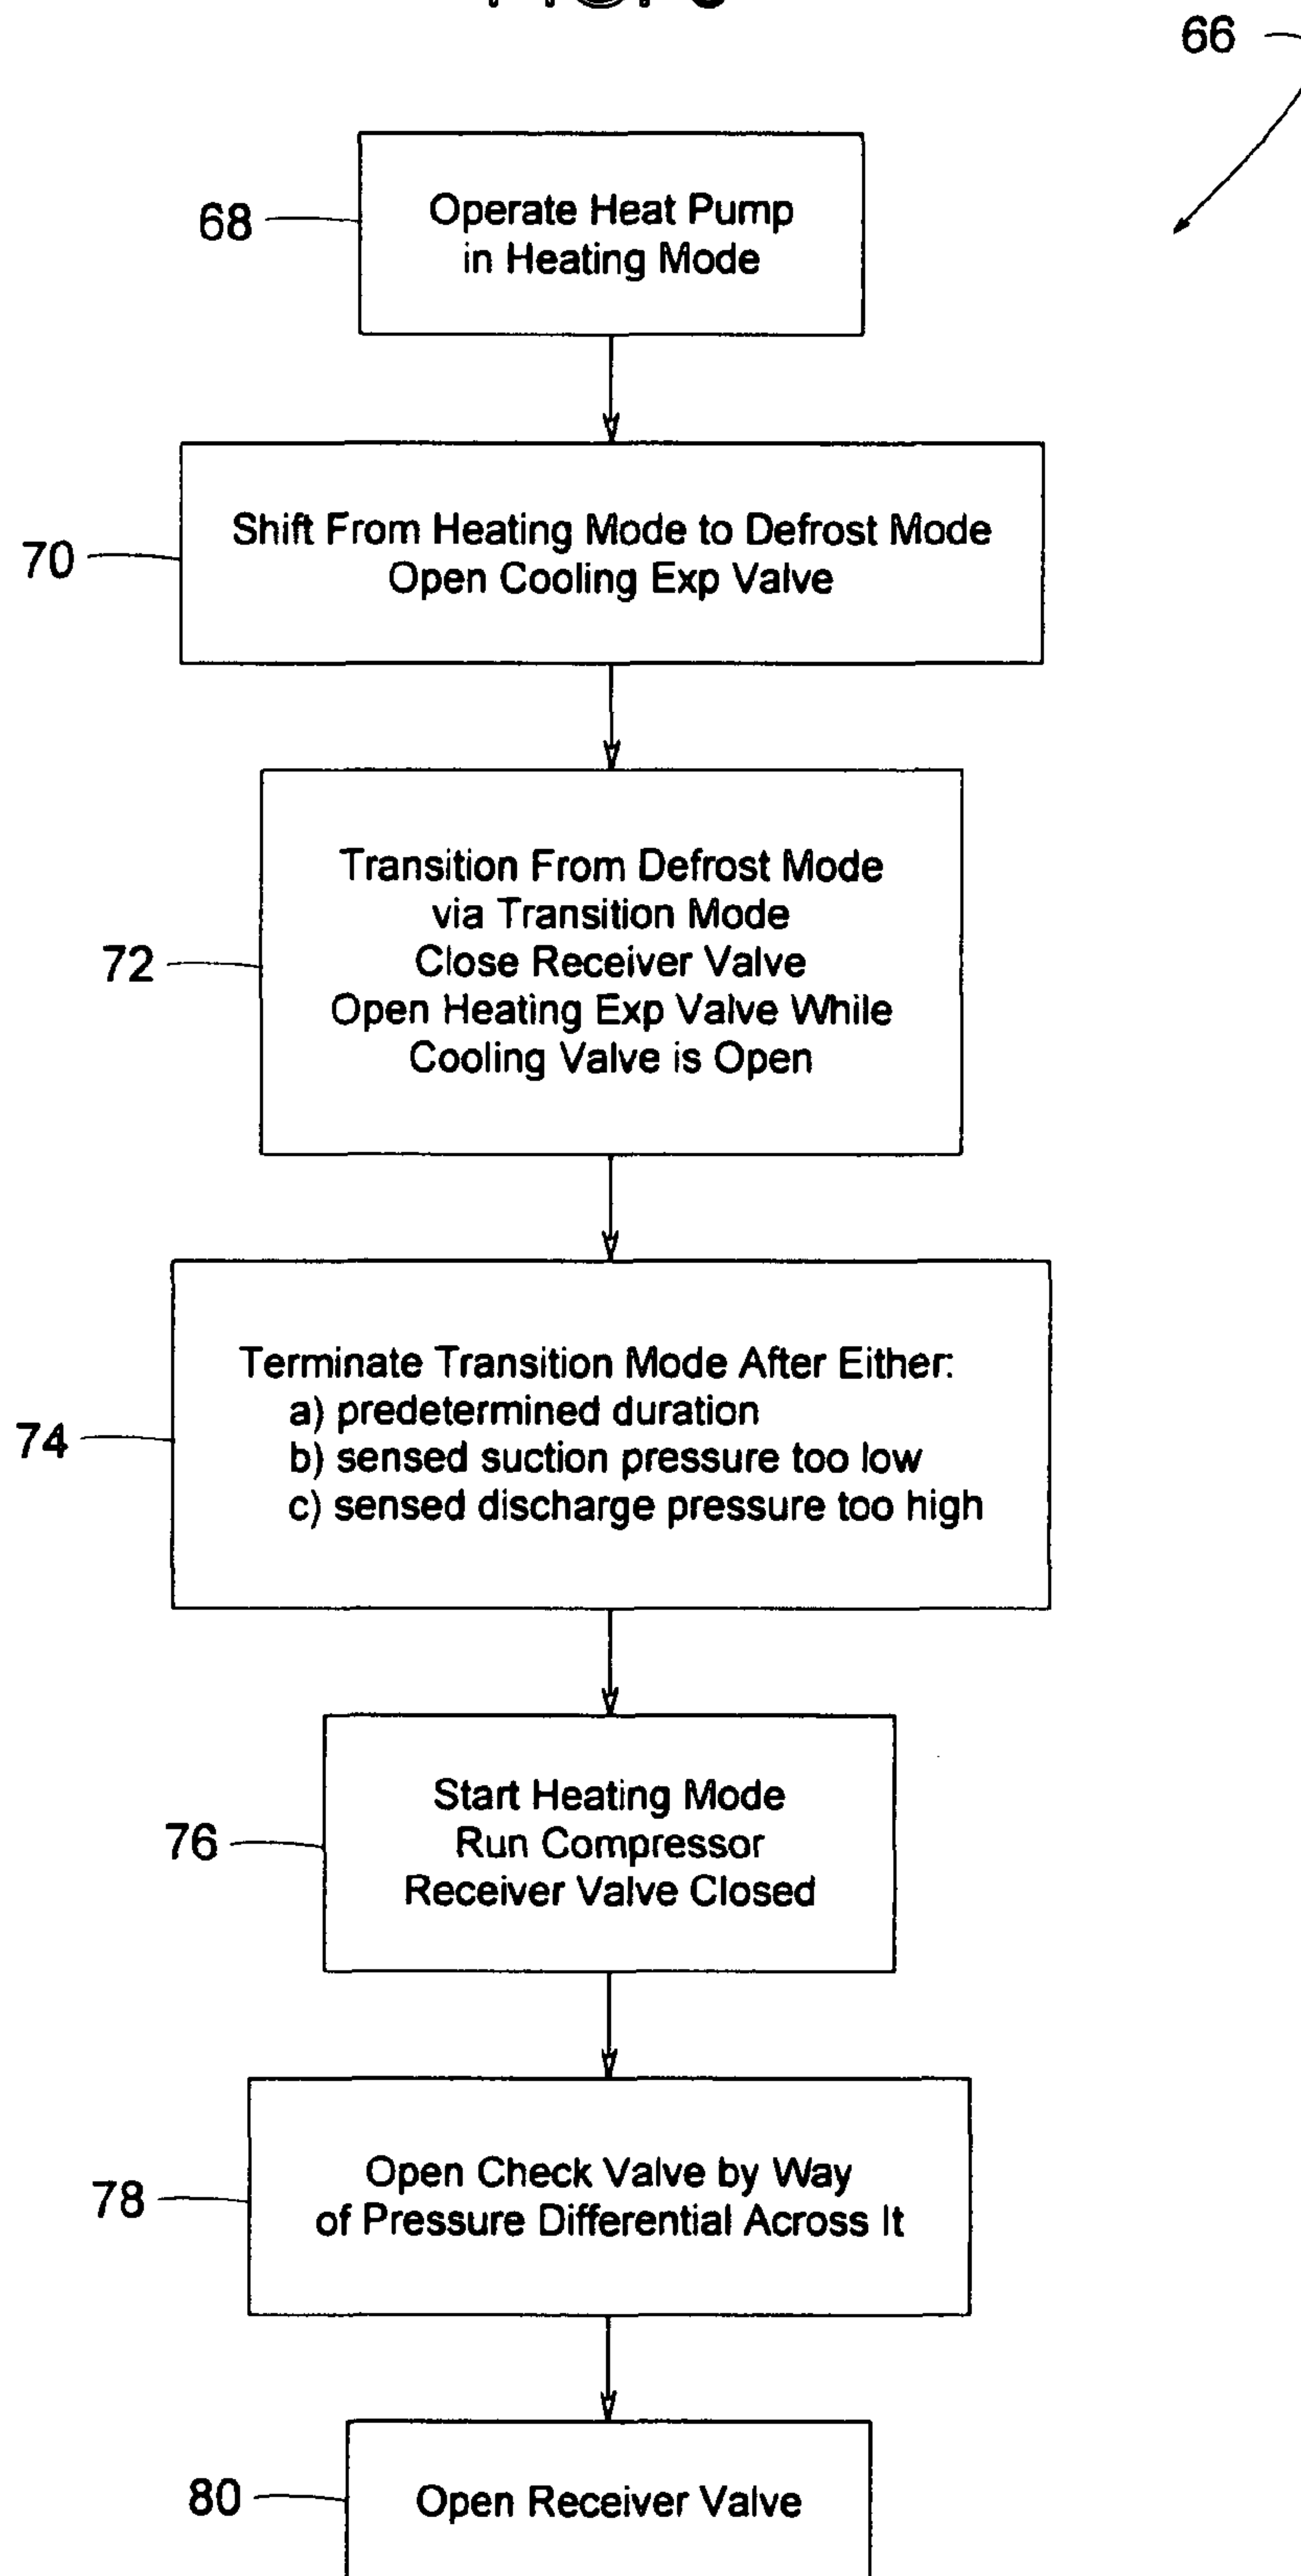 66
68
Operate Heat Pump
in Heating Mode
70
Shift From Heating Mode to Defrost Mode
Open Cooling Exp Valve
72
Transition From Defrost Mode
via Transition Mode
Close Receiver Valve
Open Heating Exp Valve While
Cooling Valve is Open
74
Terminate Transition Mode After Either:
a) predetermined duration
b) sensed suction pressure too low
c) sensed discharge pressure too high
76
Start Heating Mode
Run Compressor
Receiver Valve Closed
78
Open Check Valve by Way
of Pressure Differential Across It
80
Open Receiver Valve